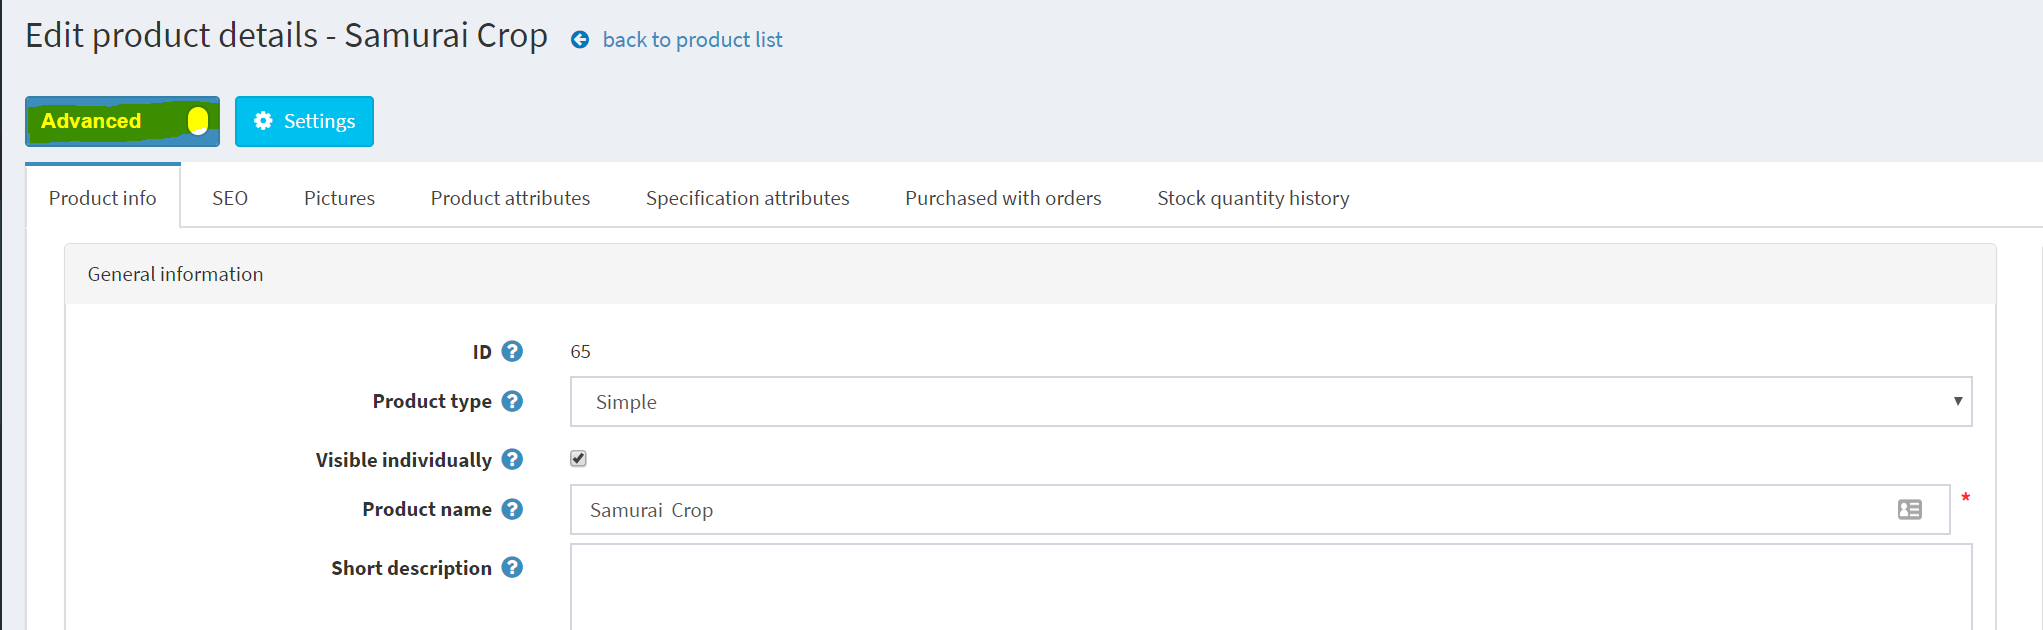 Edit product details - Samurai Crop back to product list
Advanced Settings
Product info SEO Pictures Product attributes Specification attributes Purchased with orders Stock quantity history
General information
ID ? 65
Product type ? Simple
Visible individually ?
Product name ? Samurai  Crop *
Short description ?